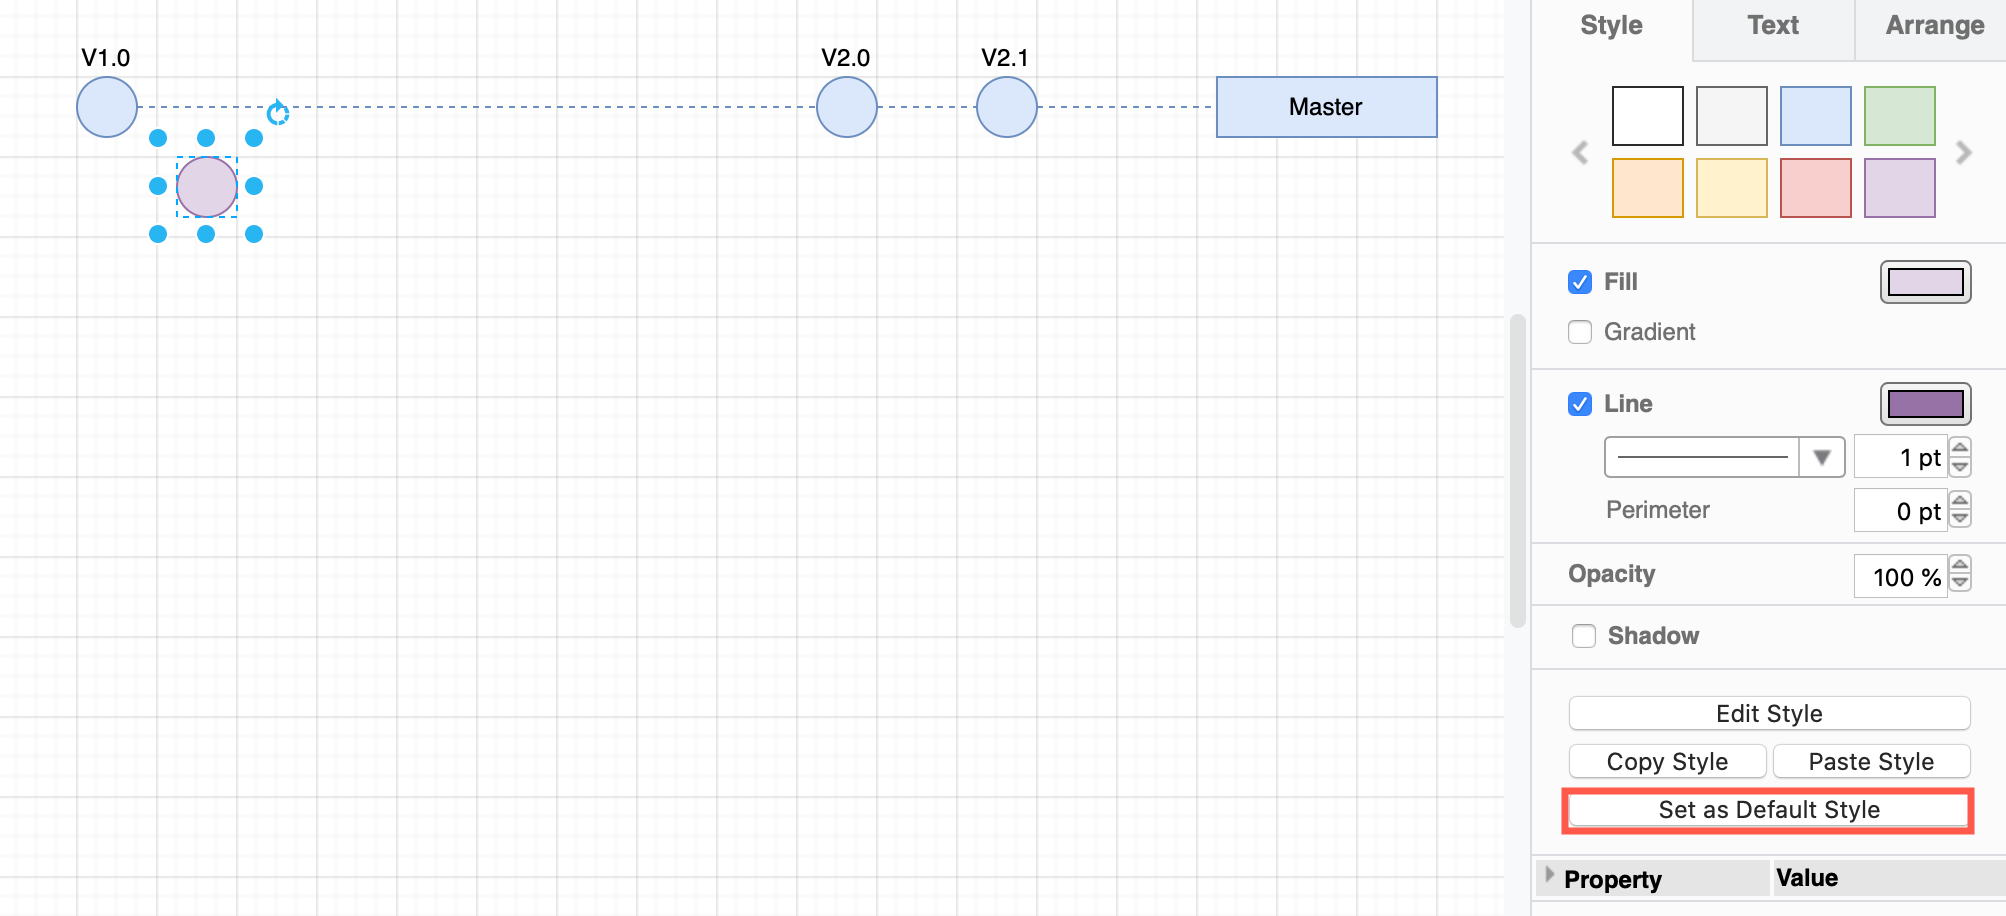 V1.0
V2.0
V2.1
Master
Style
Text
Arrange
Fill
Gradient
Line
1 pt
Perimeter
0 pt
Opacity
100 %
Shadow
Edit Style
Copy Style
Paste Style
Set as Default Style
Property
Value